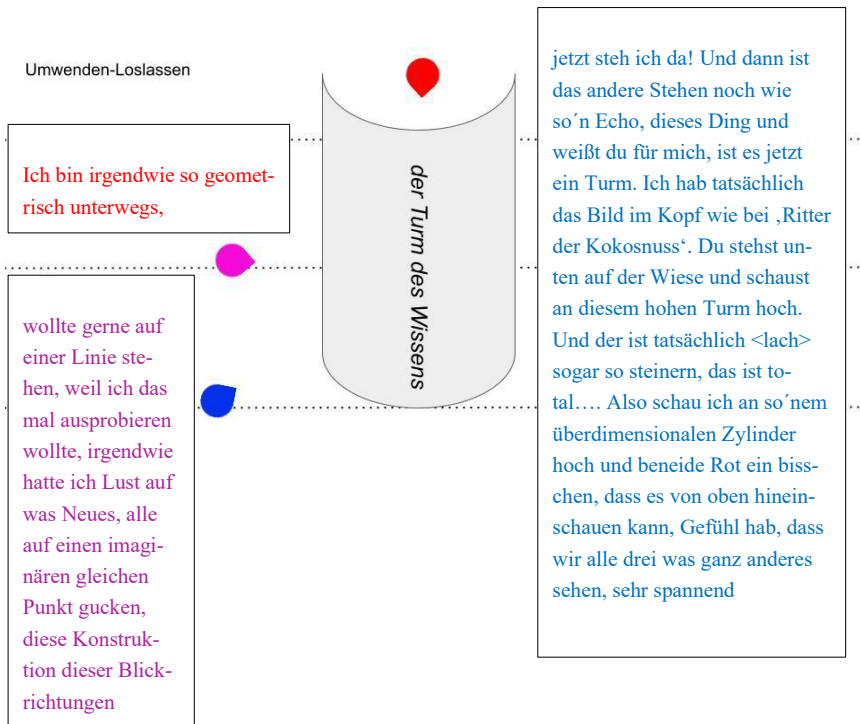 Umwenden-Loslassen
Ich bin irgendwie so geomet-
risch unterwegs,
wollte gerne auf
einer Linie ste-
hen, weil ich das
mal ausprobieren
wollte, irgendwie
hatte ich Lust auf
was Neues, alle
auf einen imagi-
nären gleichen
Punkt gucken,
diese Konstruk-
tion dieser Blick-
richtungen
der Turm des Wissens
jetzt steh ich da! Und dann ist
das andere Stehen noch wie
so´n Echo, dieses Ding und
weißt du für mich, ist es jetzt
ein Turm. Ich hab tatsächlich
das Bild im Kopf wie bei ‚Ritter
der Kokosnuss‘. Du stehst un-
ten auf der Wiese und schaust
an diesem hohen Turm hoch.
Und der ist tatsächlich <lach>
sogar so steinern, das ist to-
tal…. Also schau ich an so´nem
überdimensionalen Zylinder
hoch und beneide Rot ein biss-
chen, dass es von oben hinein-
schauen kann, Gefühl hab, dass
wir alle drei was ganz anderes
sehen, sehr spannend